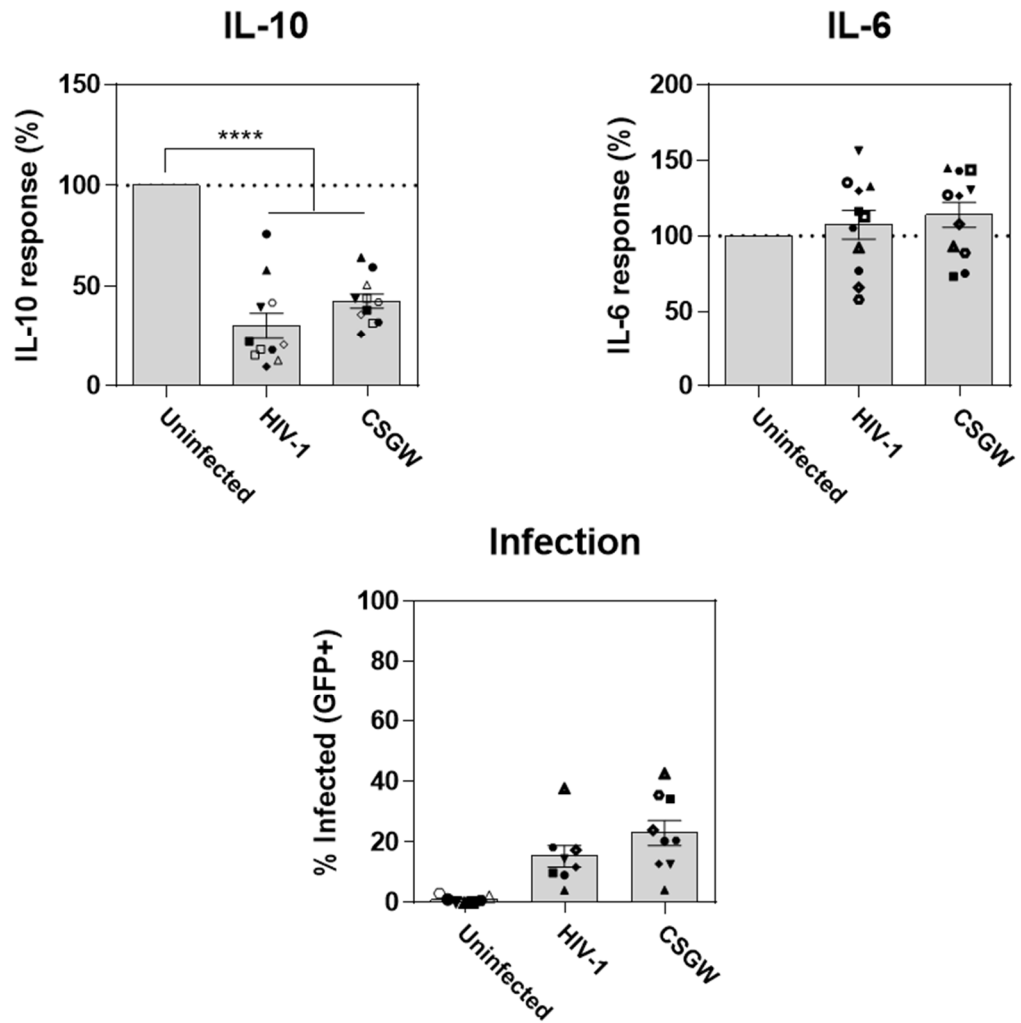 IL-10
IL-10 response (%)
150
100
50
0
****
Uninfected
HIV-1
CSGW
IL-6
IL-6 response (%)
200
150
100
50
0
Uninfected
HIV-1
CSGW
Infection
% Infected (GFP+)
100
80
60
40
20
0
Uninfected
HIV-1
CSGW